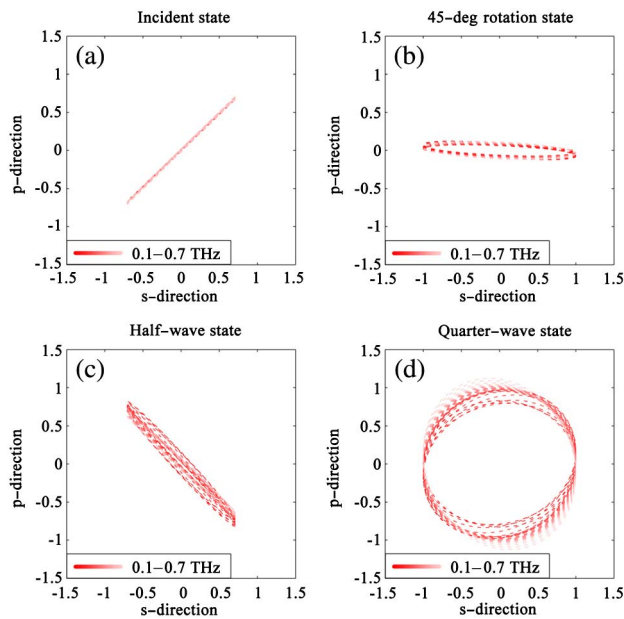 Incident state
(a)
p-direction
1.5
1
0.5
0
-0.5
-1
-1.5
0.1–0.7 THz
-1.5 -1 -0.5 0 0.5 1 1.5
s-direction
45-deg rotation state
(b)
p-direction
1.5
1
0.5
0
-0.5
-1
-1.5
0.1–0.7 THz
-1.5 -1 -0.5 0 0.5 1 1.5
s-direction
Half-wave state
(c)
p-direction
1.5
1
0.5
0
-0.5
-1
-1.5
0.1–0.7 THz
-1.5 -1 -0.5 0 0.5 1 1.5
s-direction
Quarter-wave state
(d)
p-direction
1.5
1
0.5
0
-0.5
-1
-1.5
0.1–0.7 THz
-1.5 -1 -0.5 0 0.5 1 1.5
s-direction